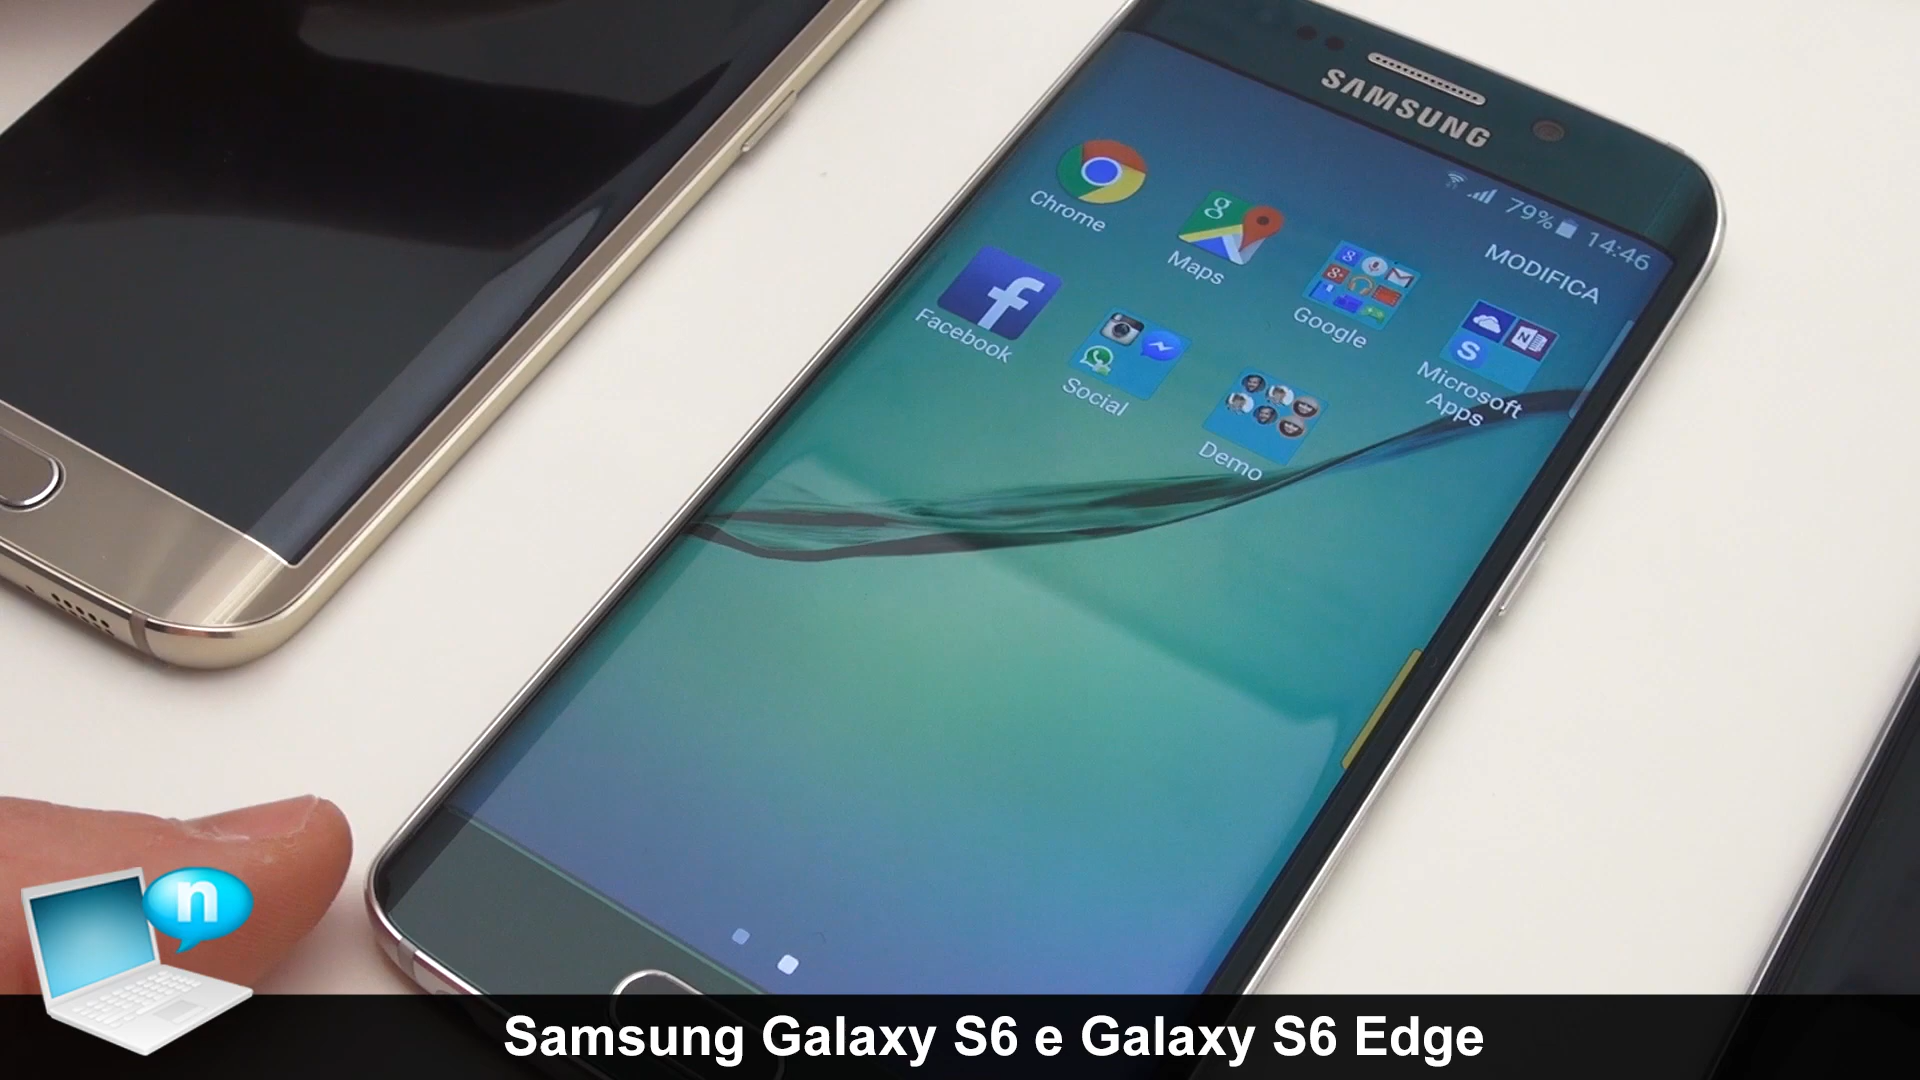 SAMSUNG
79% 14:46
MODIFICA
Chrome
Maps
Google
Microsoft
Apps
Facebook
Social
Demo
n
Samsung Galaxy S6 e Galaxy S6 Edge